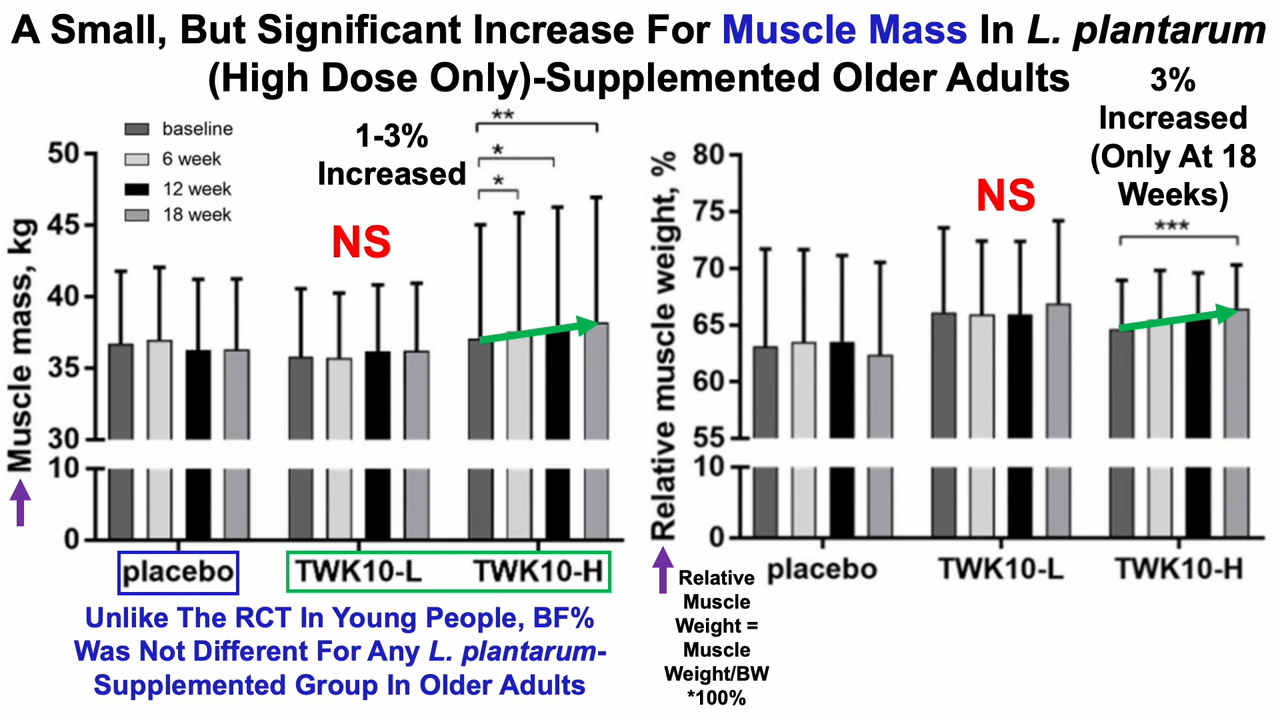 A Small, But Significant Increase For Muscle Mass In L. plantarum
(High Dose Only)-Supplemented Older Adults
3%
Increased
(Only At 18
Weeks)
baseline
6 week
12 week
18 week
1-3%
Increased
**
*
*
NS
50
45
40
35
30
10
0
Muscle mass, kg
placebo
TWK10-L
TWK10-H
NS
***
80
75
70
65
60
55
10
0
Relative muscle weight, %
placebo
TWK10-L
TWK10-H
Unlike The RCT In Young People, BF%
Was Not Different For Any L. plantarum-
Supplemented Group In Older Adults
Relative
Muscle
Weight =
Muscle
Weight/BW
*100%